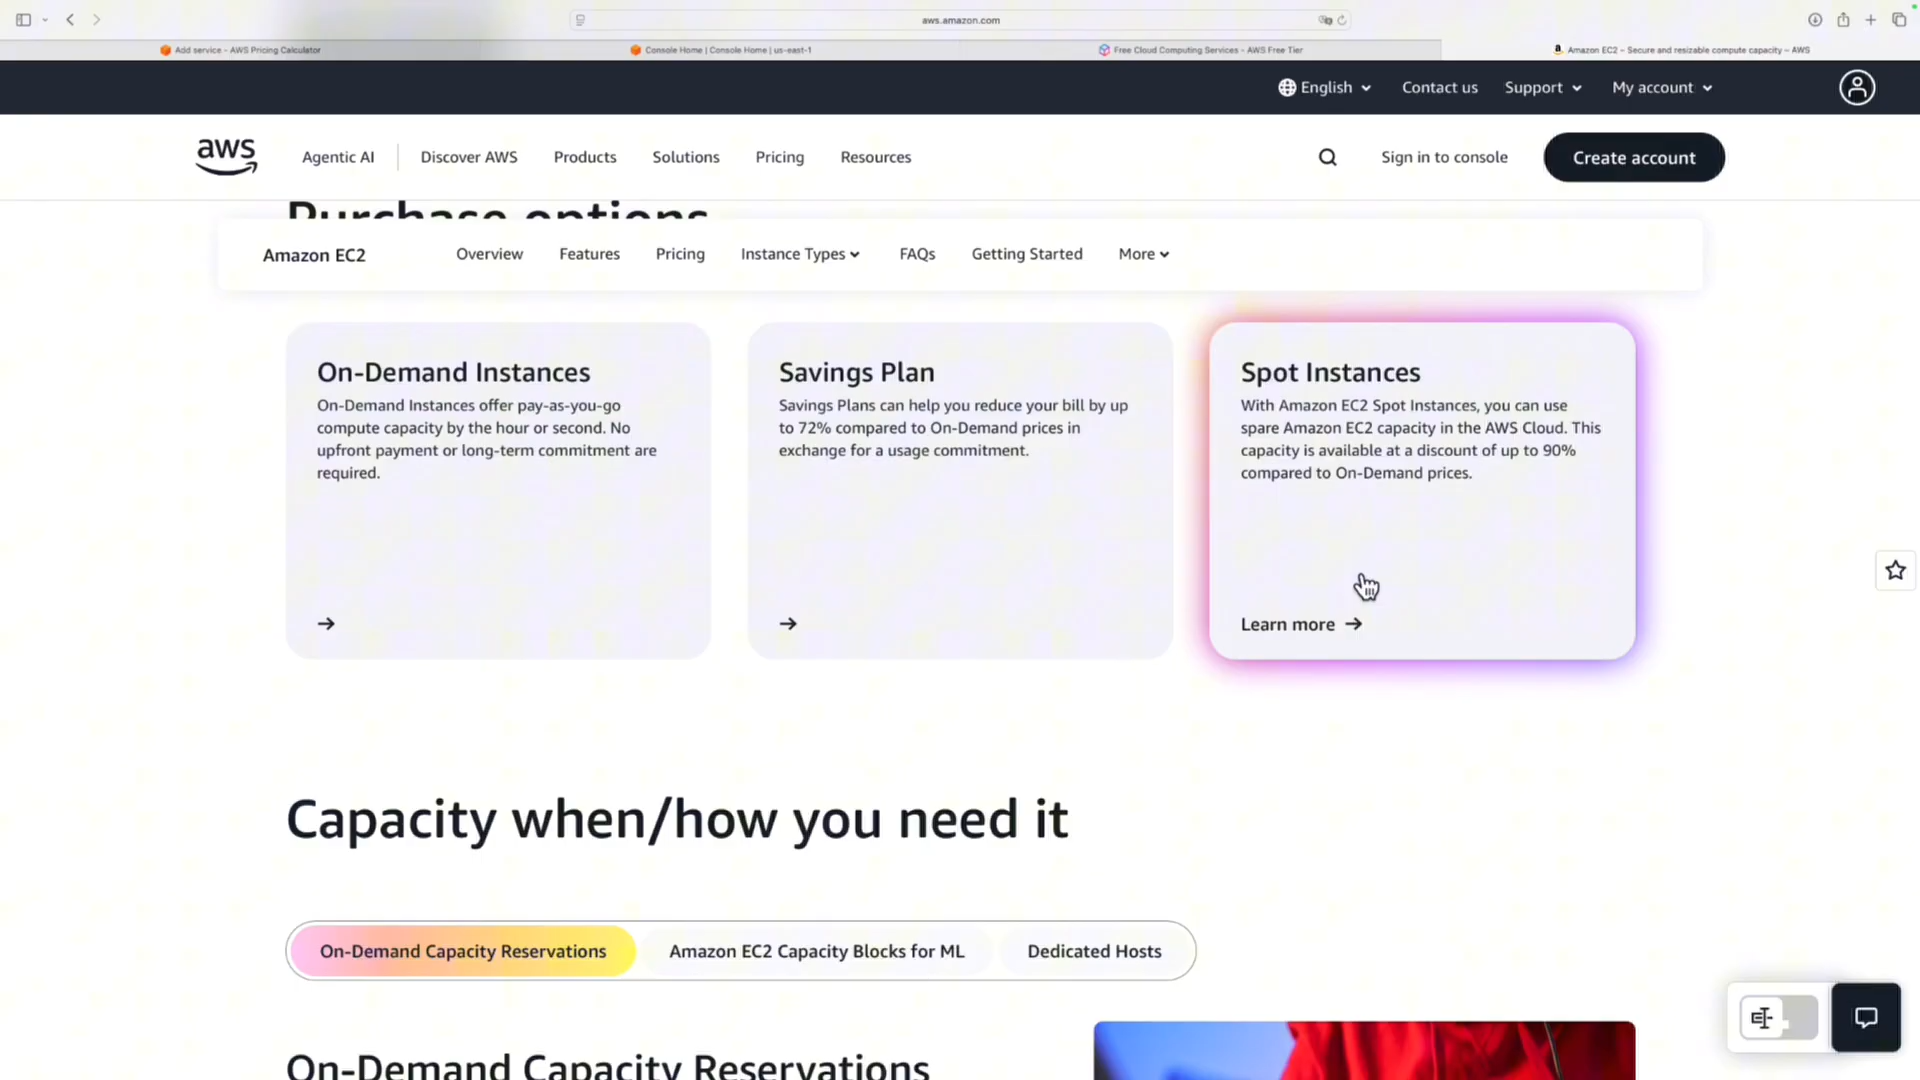 aws.amazon.com
Add service - AWS Pricing Calculator
Console Home | Console Home | us-east-1
Free Cloud Computing Services - AWS Free Tier
Amazon EC2 – Secure and resizable compute capacity – AWS
English
Contact us
Support
My account
aws
Agentic AI
Discover AWS
Products
Solutions
Pricing
Resources
Sign in to console
Create account
Purchase options
Amazon EC2
Overview
Features
Pricing
Instance Types
FAQs
Getting Started
More
On-Demand Instances
On-Demand Instances offer pay-as-you-go
compute capacity by the hour or second. No
upfront payment or long-term commitment are
required.
Savings Plan
Savings Plans can help you reduce your bill by up
to 72% compared to On-Demand prices in
exchange for a usage commitment.
Spot Instances
With Amazon EC2 Spot Instances, you can use
spare Amazon EC2 capacity in the AWS Cloud. This
capacity is available at a discount of up to 90%
compared to On-Demand prices.
Learn more
Capacity when/how you need it
On-Demand Capacity Reservations
Amazon EC2 Capacity Blocks for ML
Dedicated Hosts
On-Demand Capacity Reservations